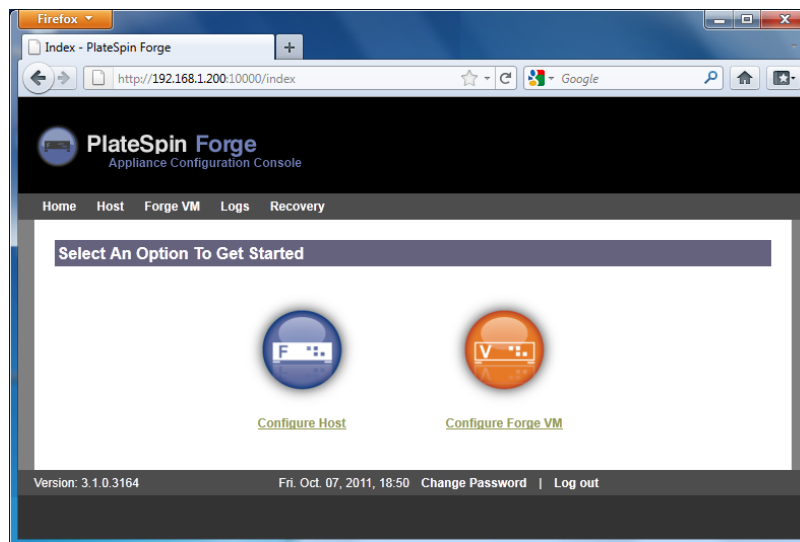 Firefox
Index - PlateSpin Forge
http://192.168.1.200:10000/index
Google
PlateSpin Forge
Appliance Configuration Console
Home Host Forge VM Logs Recovery
Select An Option To Get Started
F V
Configure Host Configure Forge VM
Version: 3.1.0.3164 Fri. Oct. 07, 2011, 18:50 Change Password | Log out